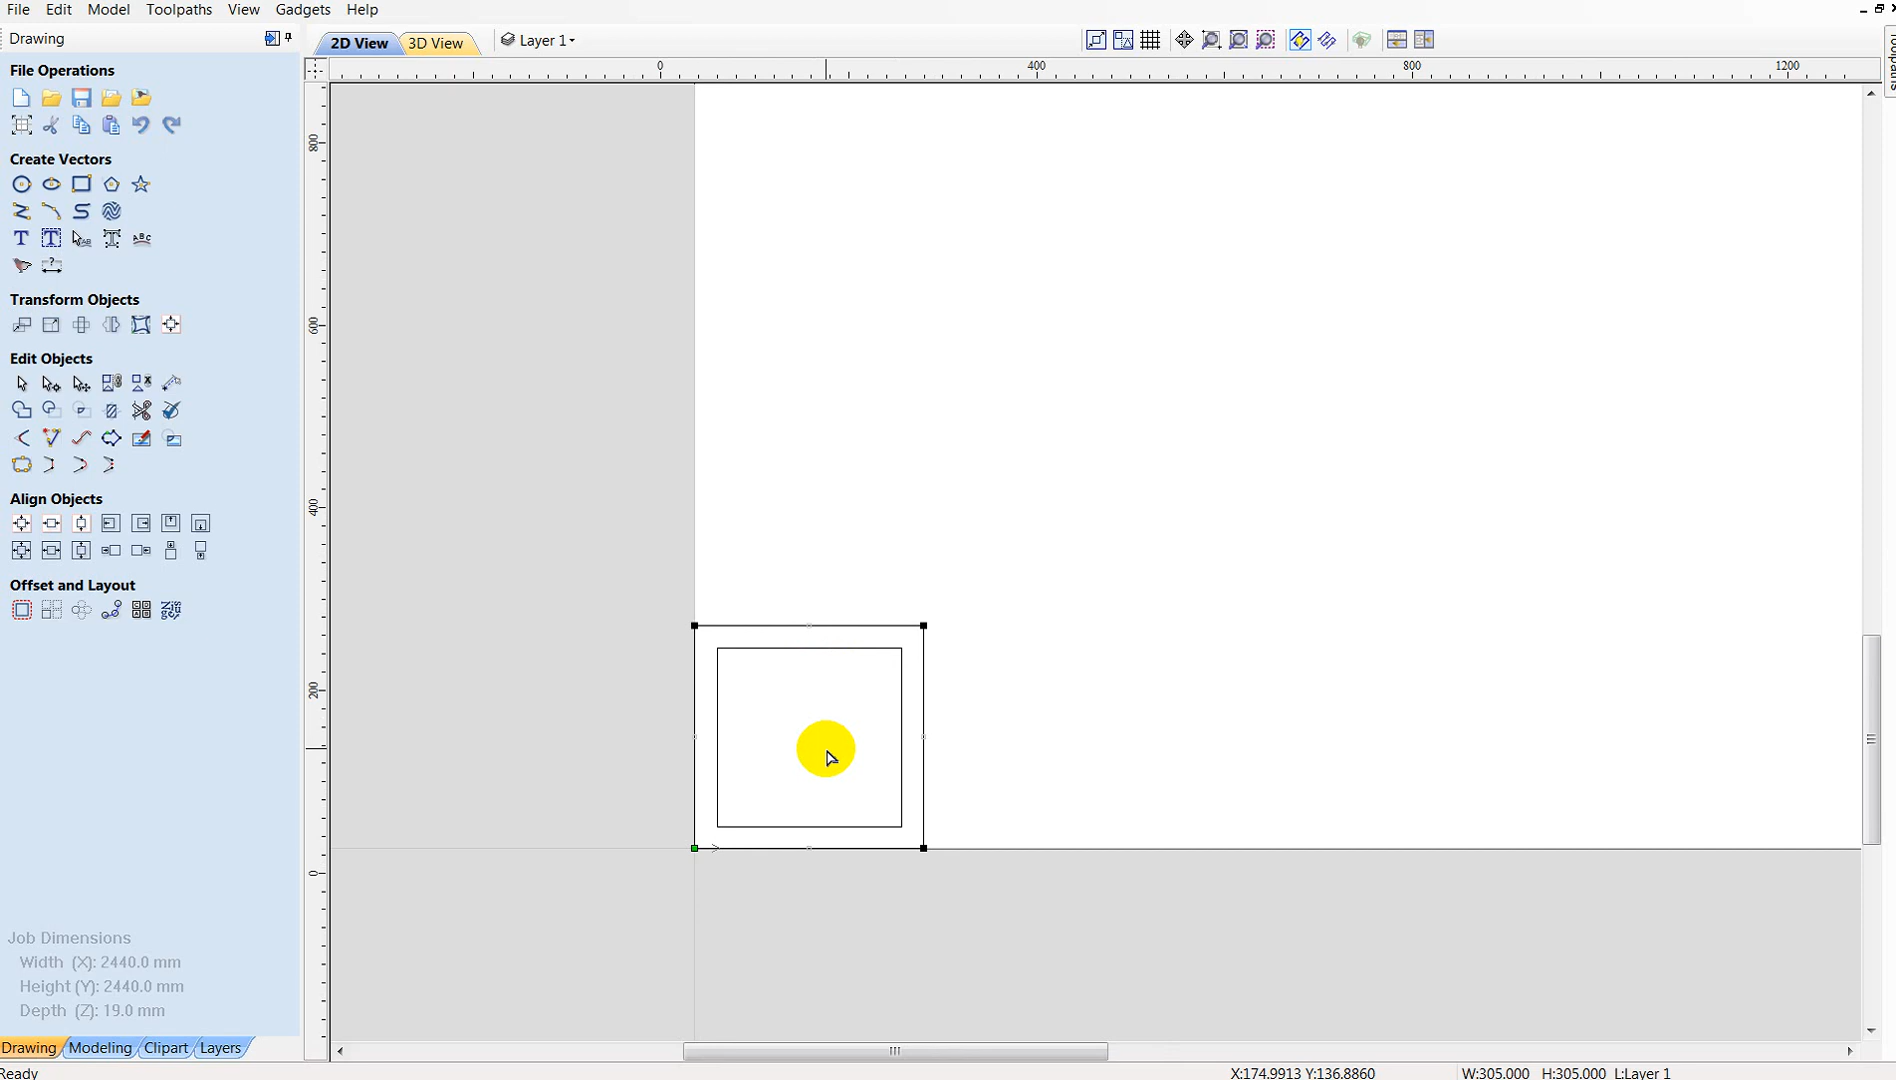 File Edit Model Toolpaths View Gadgets Help
Drawing
2D View 3D View Layer 1
File Operations
0 400 800 1200
Create Vectors
Transform Objects
Edit Objects
Align Objects
Offset and Layout
800
600
400
200
0
Job Dimensions
Width (X): 2440.0 mm
Height (Y): 2440.0 mm
Depth (Z): 19.0 mm
Drawing Modeling Clipart Layers
Ready
X:174.9913 Y:136.8860 W:305.000 H:305.000 L:Layer 1